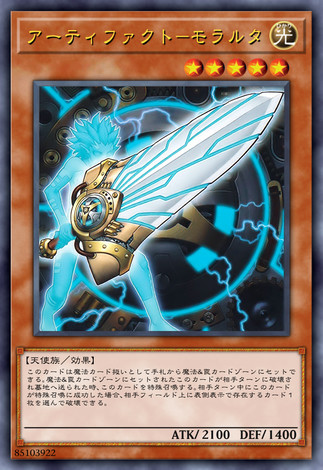 アーティファクト-モラルタ
光
【天使族/効果】
このカードは魔法カード扱いとして手札から魔法&罠カードゾーンにセットで
きる。魔法&罠カードゾーンにセットされたこのカードが相手ターンに破壊さ
れ墓地へ送られた時、このカードを特殊召喚する。相手ターン中にこのカード
が特殊召喚に成功した場合、相手フィールド上に表側表示で存在するカード1
枚を選んで破壊できる。
ATK/2100 DEF/1400
85103922